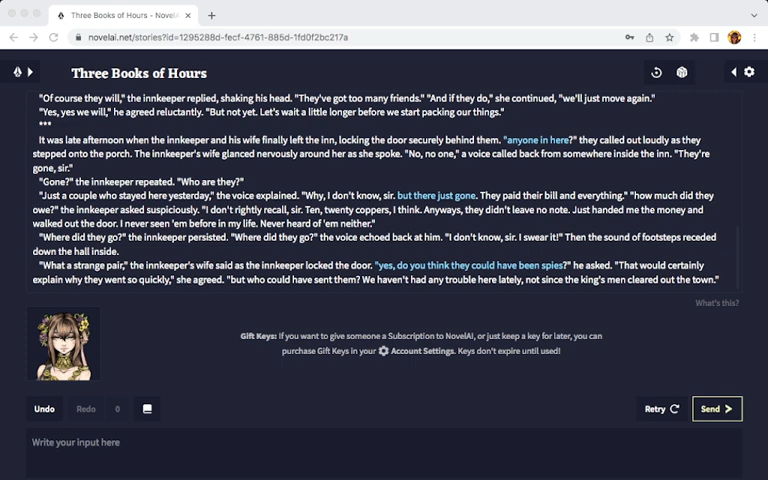 Three Books of Hours - NovelA
novelai.net/stories?id=1295288d-fecf-4761-885d-1fd0f2bc217a
Three Books of Hours
"Of course they will," the innkeeper replied, shaking his head. "They've got too many friends." "And if they do," she continued, "we'll just move again."
"Yes, yes we will," he agreed reluctantly. "But not yet. Let's wait a little longer before we start packing our things."
***
It was late afternoon when the innkeeper and his wife finally left the inn, locking the door securely behind them. "anyone in here?" they called out loudly as they
stepped onto the porch. The innkeeper's wife glanced nervously around her as she spoke. "No, no one," a voice called back from somewhere inside the inn. "They're
gone, sir."
"Gone?" the innkeeper repeated. "Who are they?"
"Just a couple who stayed here yesterday," the voice explained. "Why, I don't know, sir. but there just gone. They paid their bill and everything." "how much did they
owe?" the innkeeper asked suspiciously. "I don't rightly recall, sir. Ten, twenty coppers, I think. Anyways, they didn't leave no note. Just handed me the money and
walked out the door. I never seen 'em before in my life. Never heard of 'em neither."
"Where did they go?" the innkeeper persisted. "Where did they go?" the voice echoed back at him. "I don't know, sir. I swear it!" Then the sound of footsteps receded
down the hall inside.
"What a strange pair," the innkeeper's wife said as the innkeeper locked the door. "yes, do you think they could have been spies?" he asked. "That would certainly
explain why they went so quickly," she agreed. "but who could have sent them? We haven't had any trouble here lately, not since the king's men cleared out the town."
What's this?
Gift Keys: If you want to give someone a Subscription to NovelAI, or just keep a key for later, you can
purchase Gift Keys in your Account Settings. Keys don't expire until used!
Undo Redo 0 Retry Send
Write your input here